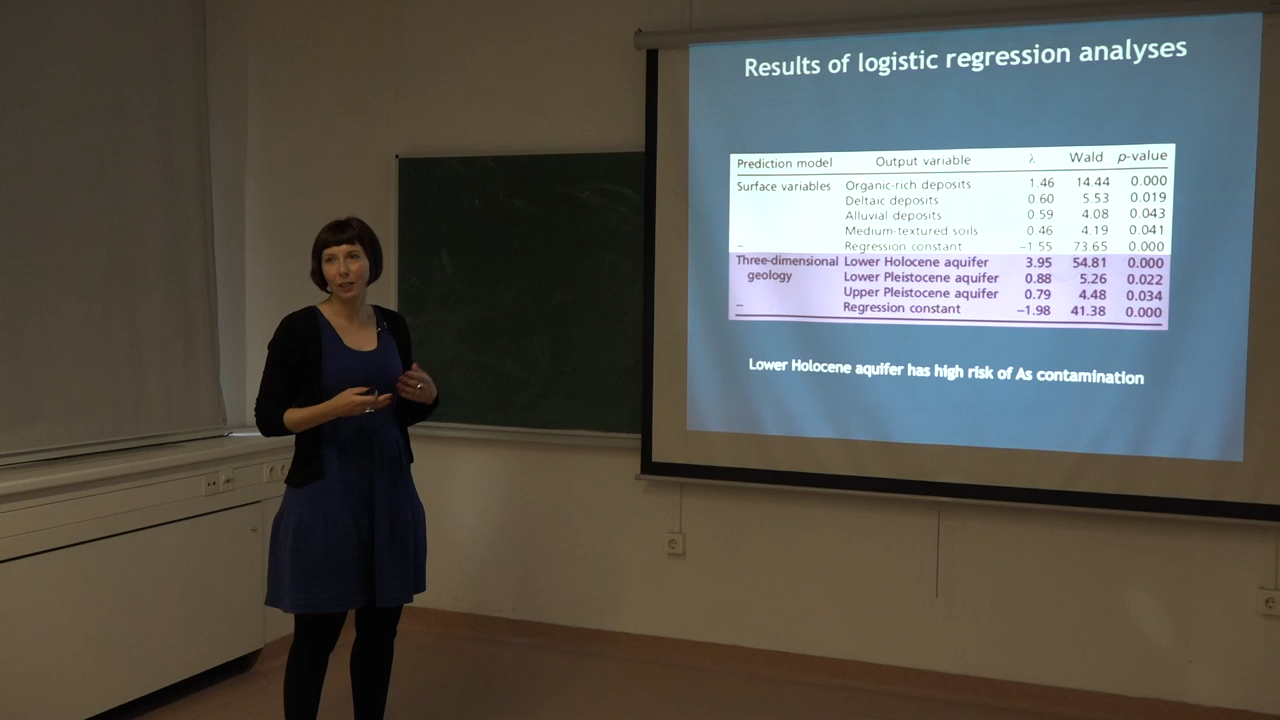 Results of logistic regression analyses
Prediction model Output variable λ Wald p-value
Surface variables Organic-rich deposits 1.46 14.44 0.000
Deltaic deposits 0.60 5.53 0.019
Alluvial deposits 0.59 4.08 0.043
Medium-textured soils 0.46 4.19 0.041
– Regression constant –1.55 73.65 0.000
Three-dimensional Lower Holocene aquifer 3.95 54.81 0.000
geology Lower Pleistocene aquifer 0.88 5.26 0.022
Upper Pleistocene aquifer 0.79 4.48 0.034
– Regression constant –1.98 41.38 0.000
Lower Holocene aquifer has high risk of As contamination